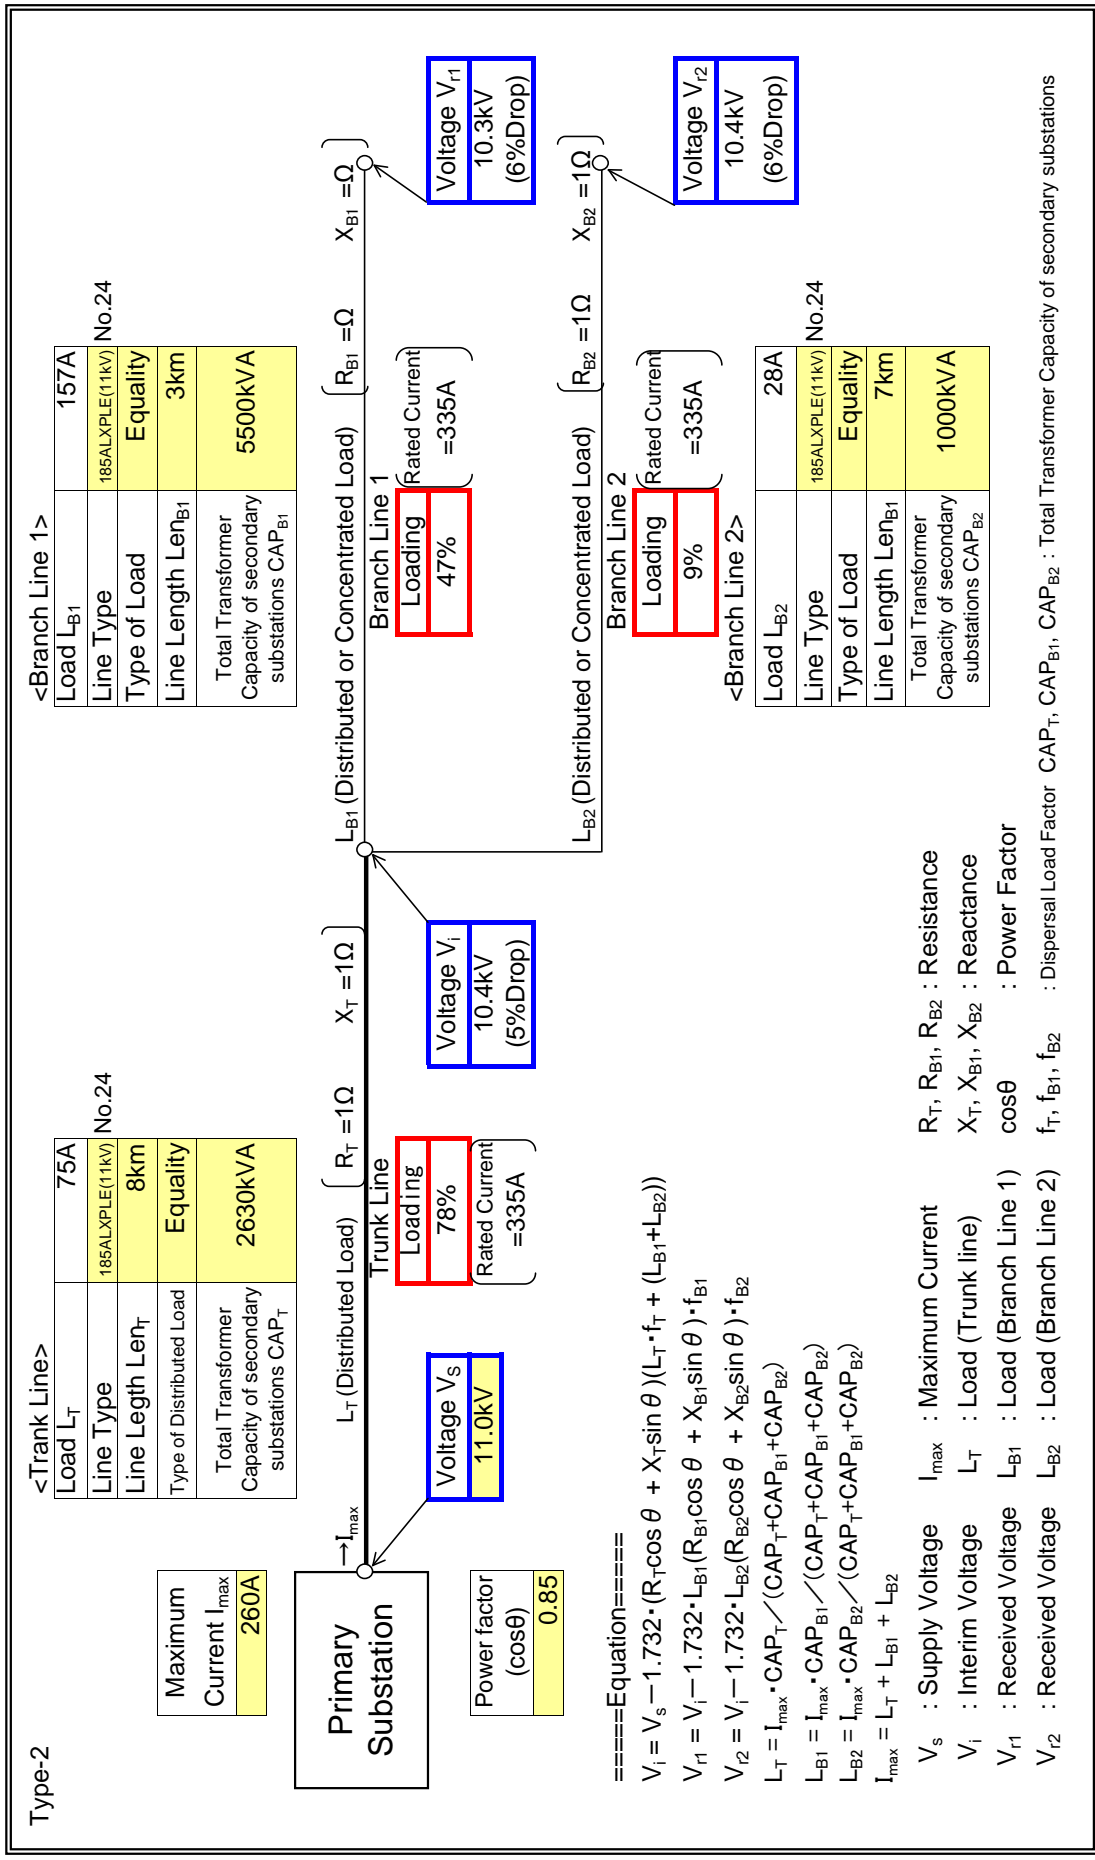 Type-2
Maximum
Current Imax
260A
Primary
Substation
Power factor
(cosθ)
0.85
→Imax
<Trank Line>
Load LT 75A
Line Type 185ALXPLE(11kV) No.24
Line Legth LenT 8km
Type of Distributed Load Equality
Total Transformer
Capacity of secondary
substations CAPT
2630kVA
LT (Distributed Load) RT =1Ω XT =1Ω
Trunk Line
Loading
78%
Rated Current
=335A
Voltage VS
11.0kV
Voltage Vi
10.4kV
(5%Drop)
<Branch Line 1>
Load LB1 157A
Line Type 185ALXPLE(11kV) No.24
Type of Load Equality
Line Length LenB1 3km
Total Transformer
Capacity of secondary
substations CAPB1
5500kVA
LB1 (Distributed or Concentrated Load) RB1 =Ω XB1 =Ω
Branch Line 1
Loading
47%
Rated Current
=335A
Voltage Vr1
10.3kV
(6%Drop)
LB2 (Distributed or Concentrated Load) RB2 =1Ω XB2 =1Ω
Branch Line 2
Loading
9%
Rated Current
=335A
Voltage Vr2
10.4kV
(6%Drop)
<Branch Line 2>
Load LB2 28A
Line Type 185ALXPLE(11kV) No.24
Type of Load Equality
Line Length LenB1 7km
Total Transformer
Capacity of secondary
substations CAPB2
1000kVA
=====Equation=====
Vi = Vs－1.732･(RTcosθ + XTsinθ)(LT･fT + (LB1+LB2))
Vr1 = Vi－1.732･LB1(RB1cosθ + XB1sinθ)･fB1
Vr2 = Vi－1.732･LB2(RB2cosθ + XB2sinθ)･fB2
LT = Imax･CAPT／(CAPT+CAPB1+CAPB2)
LB1 = Imax･CAPB1／(CAPT+CAPB1+CAPB2)
LB2 = Imax･CAPB2／(CAPT+CAPB1+CAPB2)
Imax = LT + LB1 + LB2
Vs : Supply Voltage Imax : Maximum Current RT, RB1, RB2 : Resistance
Vi : Interim Voltage LT : Load (Trunk line) XT, XB1, XB2 : Reactance
Vr1 : Received Voltage LB1 : Load (Branch Line 1) cosθ : Power Factor
Vr2 : Received Voltage LB2 : Load (Branch Line 2) fT, fB1, fB2 : Dispersal Load Factor CAPT, CAPB1, CAPB2 : Total Transformer Capacity of secondary substations